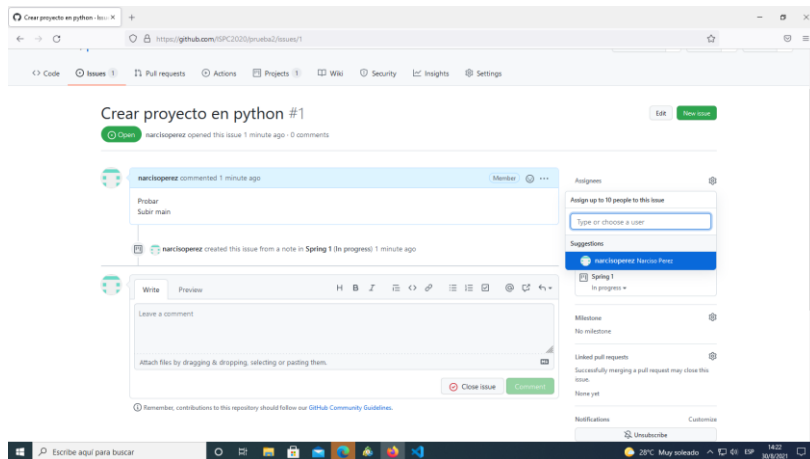 Crear proyecto en python · Issu
https://github.com/ISPC2020/prueba2/issues/1
Code
Issues 1
Pull requests
Actions
Projects 1
Wiki
Security
Insights
Settings
Crear proyecto en python #1
Edit
New issue
Open
narcisoperez opened this issue 1 minute ago · 0 comments
narcisoperez commented 1 minute ago
Member
Probar
Subir main
narcisoperez created this issue from a note in Spring 1 (In progress) 1 minute ago
Write
Preview
H B I
Leave a comment
Attach files by dragging & dropping, selecting or pasting them.
Close issue
Comment
Remember, contributions to this repository should follow our GitHub Community Guidelines.
Assignees
Assign up to 10 people to this issue
Type or choose a user
Suggestions
narcisoperez Narciso Perez
Spring 1
In progress
Milestone
No milestone
Linked pull requests
Successfully merging a pull request may close this
issue.
None yet
Notifications
Customize
Unsubscribe
Escribe aquí para buscar
28°C Muy soleado
ESP
14:22
30/8/2021